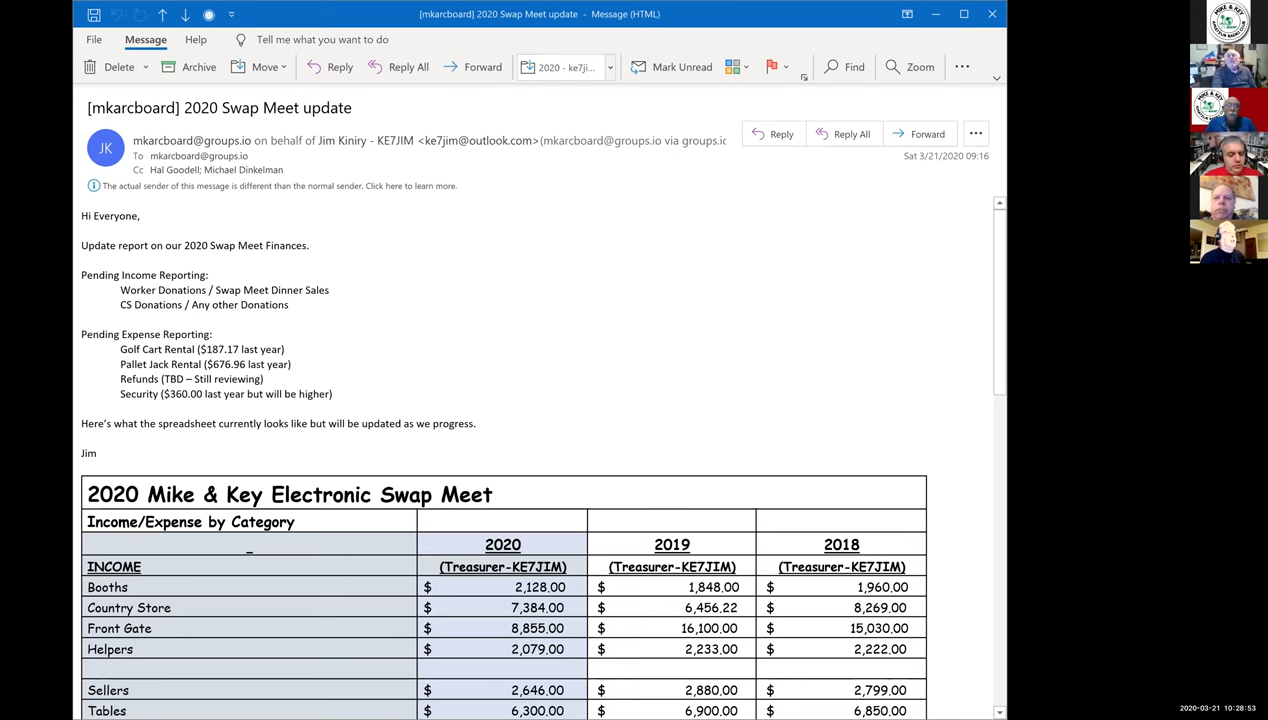 [mkarcboard] 2020 Swap Meet update - Message (HTML)
File Message Help Tell me what you want to do
Delete Archive Move Reply Reply All Forward 2020 - ke7ji... Mark Unread Find Zoom
[mkarcboard] 2020 Swap Meet update
JK
mkarcboard@groups.io on behalf of Jim Kiniry - KE7JIM <ke7jim@outlook.com>(mkarcboard@groups.io via groups.ic
To mkarcboard@groups.io
Cc Hal Goodell; Michael Dinkelman
Reply Reply All Forward
Sat 3/21/2020 09:16
The actual sender of this message is different than the normal sender. Click here to learn more.
Hi Everyone,
Update report on our 2020 Swap Meet Finances.
Pending Income Reporting:
Worker Donations / Swap Meet Dinner Sales
CS Donations / Any other Donations
Pending Expense Reporting:
Golf Cart Rental ($187.17 last year)
Pallet Jack Rental ($676.96 last year)
Refunds (TBD – Still reviewing)
Security ($360.00 last year but will be higher)
Here's what the spreadsheet currently looks like but will be updated as we progress.
Jim
2020 Mike & Key Electronic Swap Meet
Income/Expense by Category
2020 2019 2018
INCOME (Treasurer-KE7JIM) (Treasurer-KE7JIM) (Treasurer-KE7JIM)
Booths $ 2,128.00 $ 1,848.00 $ 1,960.00
Country Store $ 7,384.00 $ 6,456.22 $ 8,269.00
Front Gate $ 8,855.00 $ 16,100.00 $ 15,030.00
Helpers $ 2,079.00 $ 2,233.00 $ 2,222.00
Sellers $ 2,646.00 $ 2,880.00 $ 2,799.00
Tables $ 6,300.00 $ 6,900.00 $ 6,850.00
MIKE & KEY
AMATEUR RADIO CLUB
MIKE & KEY
2020-03-21 10:28:53